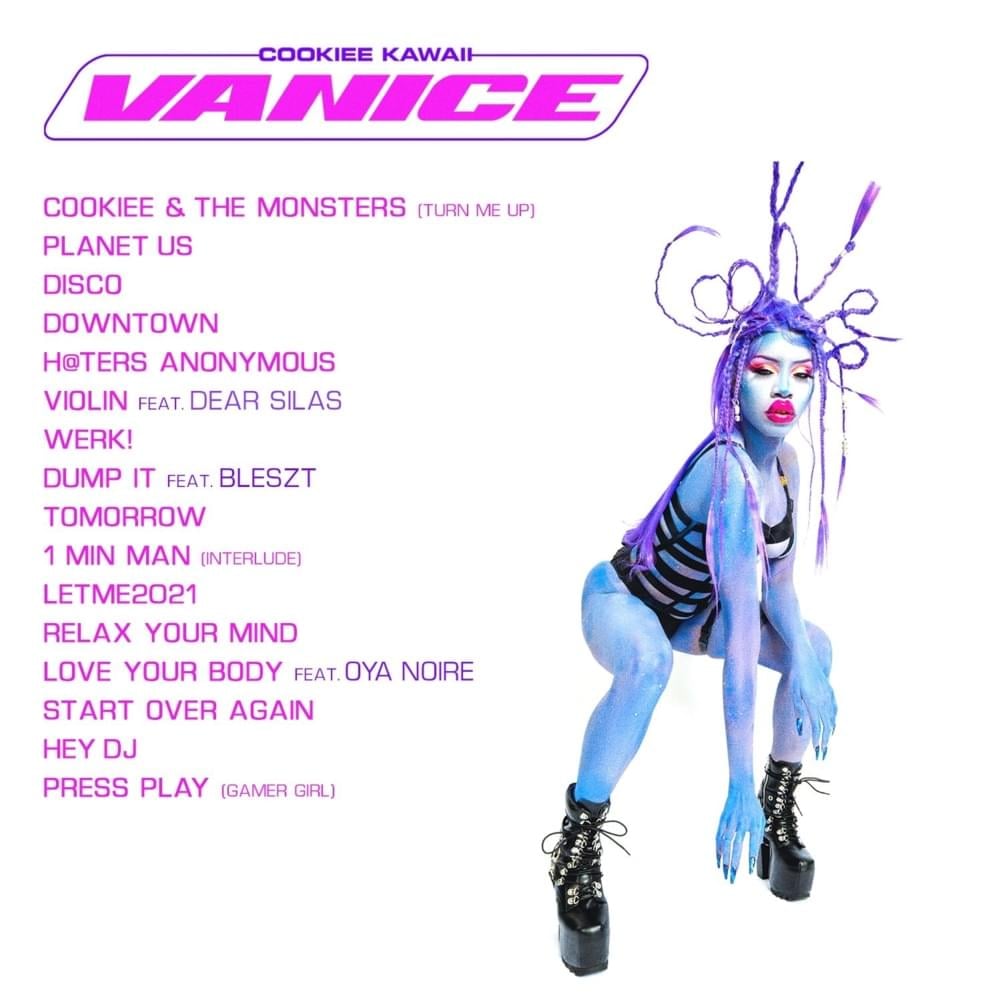 COOKIEE KAWAII
VANICE
COOKIEE & THE MONSTERS (TURN ME UP)
PLANET US
DISCO
DOWNTOWN
H@TERS ANONYMOUS
VIOLIN FEAT. DEAR SILAS
WERK!
DUMP IT FEAT. BLESZT
TOMORROW
1 MIN MAN (INTERLUDE)
LETME2021
RELAX YOUR MIND
LOVE YOUR BODY FEAT. OYA NOIRE
START OVER AGAIN
HEY DJ
PRESS PLAY (GAMER GIRL)